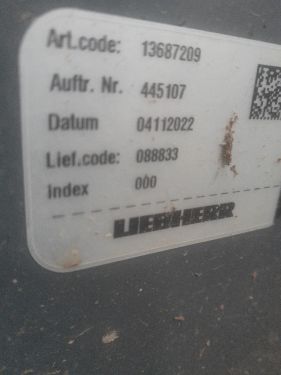 Art.code: 13687209
Auftr. Nr. 445107
Datum 04112022
Lief.code: 088833
Index 000
LIEBHERR